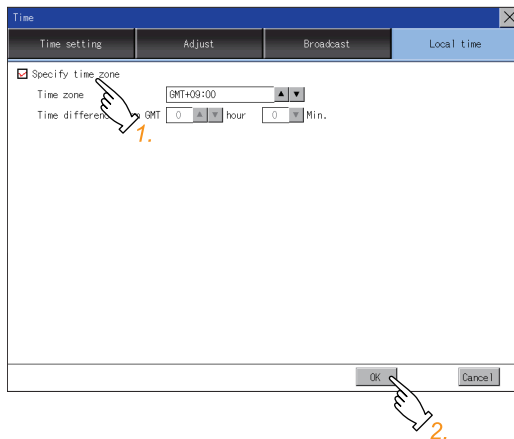 Time
Time setting Adjust Broadcast Local time
Specify time zone
Time zone GMT+09:00
Time differen GMT 0 hour 0 Min.
1.
OK Cancel
2.